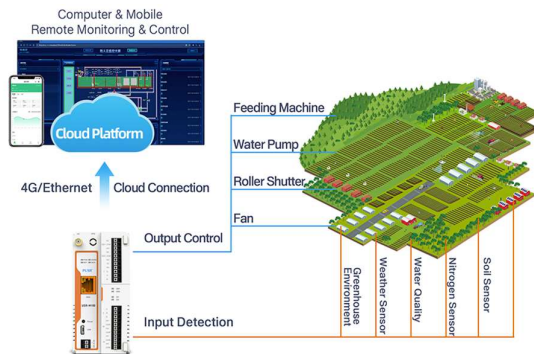 Computer & Mobile
Remote Monitoring & Control
Cloud Platform
4G/Ethernet
Cloud Connection
Output Control
Input Detection
Feeding Machine
Water Pump
Roller Shutter
Fan
Greenhouse
Environment
Weather Sensor
Water Quality
Nitrogen Sensor
Soil Sensor